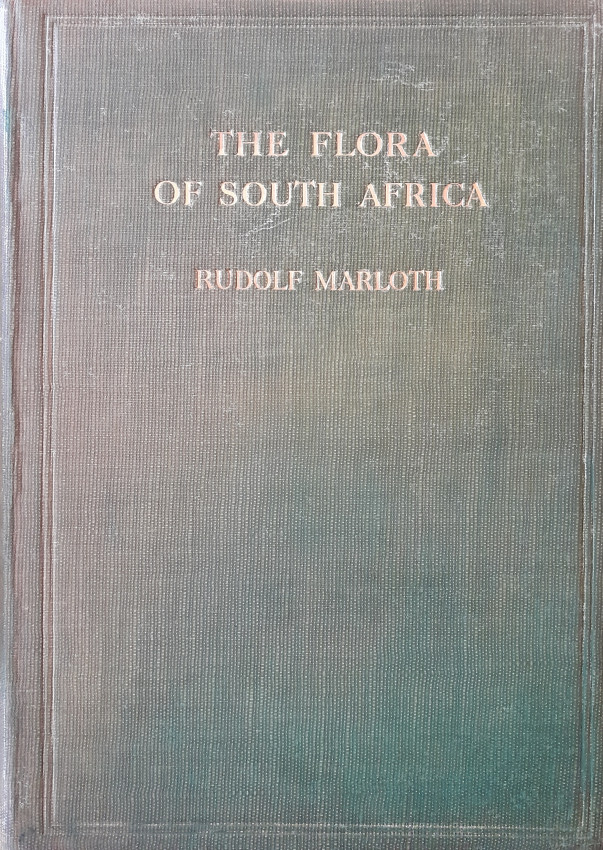 THE FLORA
OF SOUTH AFRICA
RUDOLF MARLOTH